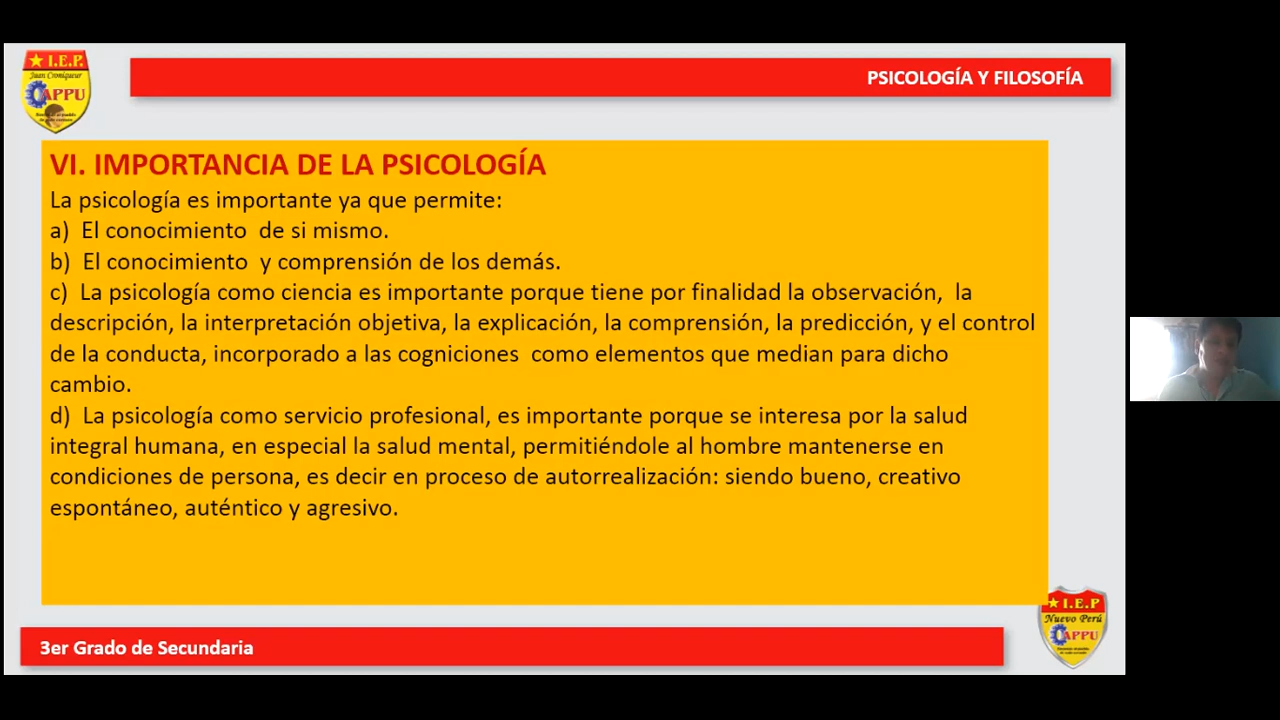 I.E.P.
Juan Croniqueur
CAPPU
PSICOLOGÍA Y FILOSOFÍA
VI. IMPORTANCIA DE LA PSICOLOGÍA
La psicología es importante ya que permite:
a) El conocimiento de si mismo.
b) El conocimiento y comprensión de los demás.
c) La psicología como ciencia es importante porque tiene por finalidad la observación, la
descripción, la interpretación objetiva, la explicación, la comprensión, la predicción, y el control
de la conducta, incorporado a las cogniciones como elementos que median para dicho
cambio.
d) La psicología como servicio profesional, es importante porque se interesa por la salud
integral humana, en especial la salud mental, permitiéndole al hombre mantenerse en
condiciones de persona, es decir en proceso de autorrealización: siendo bueno, creativo
espontáneo, auténtico y agresivo.
I.E.P
Nuevo Perú
CAPPU
3er Grado de Secundaria